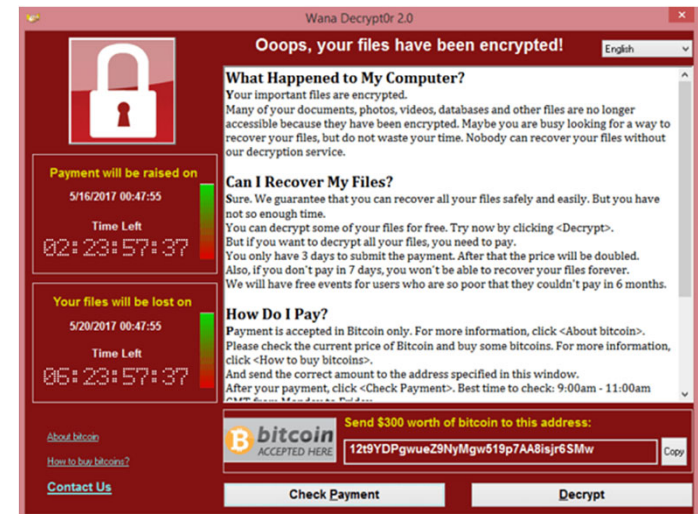 Wana Decrypt0r 2.0
Ooops, your files have been encrypted!
English
Payment will be raised on
5/16/2017 00:47:55
Time Left
02:23:57:37
Your files will be lost on
5/20/2017 00:47:55
Time Left
06:23:57:37
About bitcoin
How to buy bitcoins?
Contact Us
What Happened to My Computer?
Your important files are encrypted.
Many of your documents, photos, videos, databases and other files are no longer
accessible because they have been encrypted. Maybe you are busy looking for a way to
recover your files, but do not waste your time. Nobody can recover your files without
our decryption service.
Can I Recover My Files?
Sure. We guarantee that you can recover all your files safely and easily. But you have
not so enough time.
You can decrypt some of your files for free. Try now by clicking <Decrypt>.
But if you want to decrypt all your files, you need to pay.
You only have 3 days to submit the payment. After that the price will be doubled.
Also, if you don't pay in 7 days, you won't be able to recover your files forever.
We will have free events for users who are so poor that they couldn't pay in 6 months.
How Do I Pay?
Payment is accepted in Bitcoin only. For more information, click <About bitcoin>.
Please check the current price of Bitcoin and buy some bitcoins. For more information,
click <How to buy bitcoins>.
And send the correct amount to the address specified in this window.
After your payment, click <Check Payment>. Best time to check: 9:00am - 11:00am
GMT from Monday to Friday
bitcoin
ACCEPTED HERE
Send $300 worth of bitcoin to this address:
12t9YDPgwueZ9NyMgw519p7AA8isjr6SMw
Copy
Check Payment
Decrypt